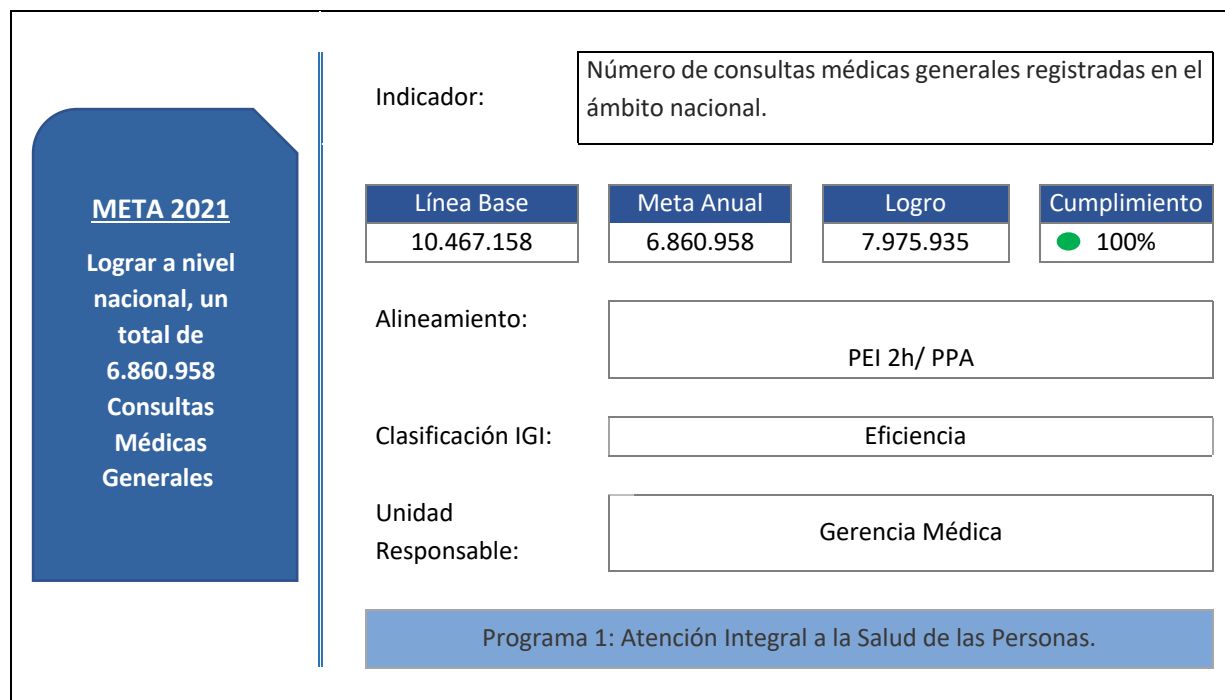 META 2021
Lograr a nivel
nacional, un
total de
6.860.958
Consultas
Médicas
Generales
Indicador:
Número de consultas médicas generales registradas en el
ámbito nacional.
Línea Base
Meta Anual
Logro
Cumplimiento
10.467.158
6.860.958
7.975.935
100%
Alineamiento:
PEI 2h/ PPA
Clasificación IGI:
Eficiencia
Unidad
Responsable:
Gerencia Médica
Programa 1: Atención Integral a la Salud de las Personas.